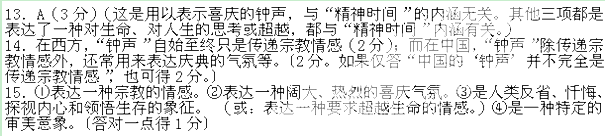 13. A（3 分）（这是用以表示喜庆的钟声，与“精神时间 ”的内涵无关。其他三项都是
表达了一种对生命、对人生的思考或超越，都与“精神时间 ”内涵有关。）
14. 在西方，“钟声 ”自始至终只是传递宗教情感（2 分）；而在中国，“钟声 ”除传递宗
教情感外，还常用来表达庆典的气氛等。（2 分。如果仅答“中国的‘钟声’并不完全是
传递宗教情感 ”，也可得 2 分。）
15. ①表达一种宗教的情感。②表达一种阔大、热烈的喜庆气氛。③是人类反省、忏悔、
探视内心和领悟生存的象征。（或：表达一种要求超越生命的情感。）④是一种特定的
审美意象。（答对一点得 1 分）